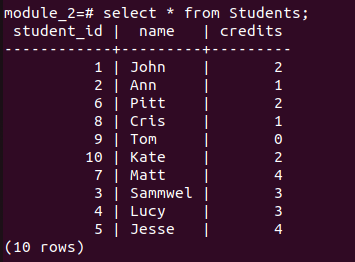 module_2=# select * from Students;
 student_id |  name   | credits
------------+---------+---------
          1 | John    |       2
          2 | Ann     |       1
          6 | Pitt    |       2
          8 | Cris    |       1
          9 | Tom     |       0
         10 | Kate    |       2
          7 | Matt    |       4
          3 | Sammwel |       3
          4 | Lucy    |       3
          5 | Jesse   |       4
(10 rows)